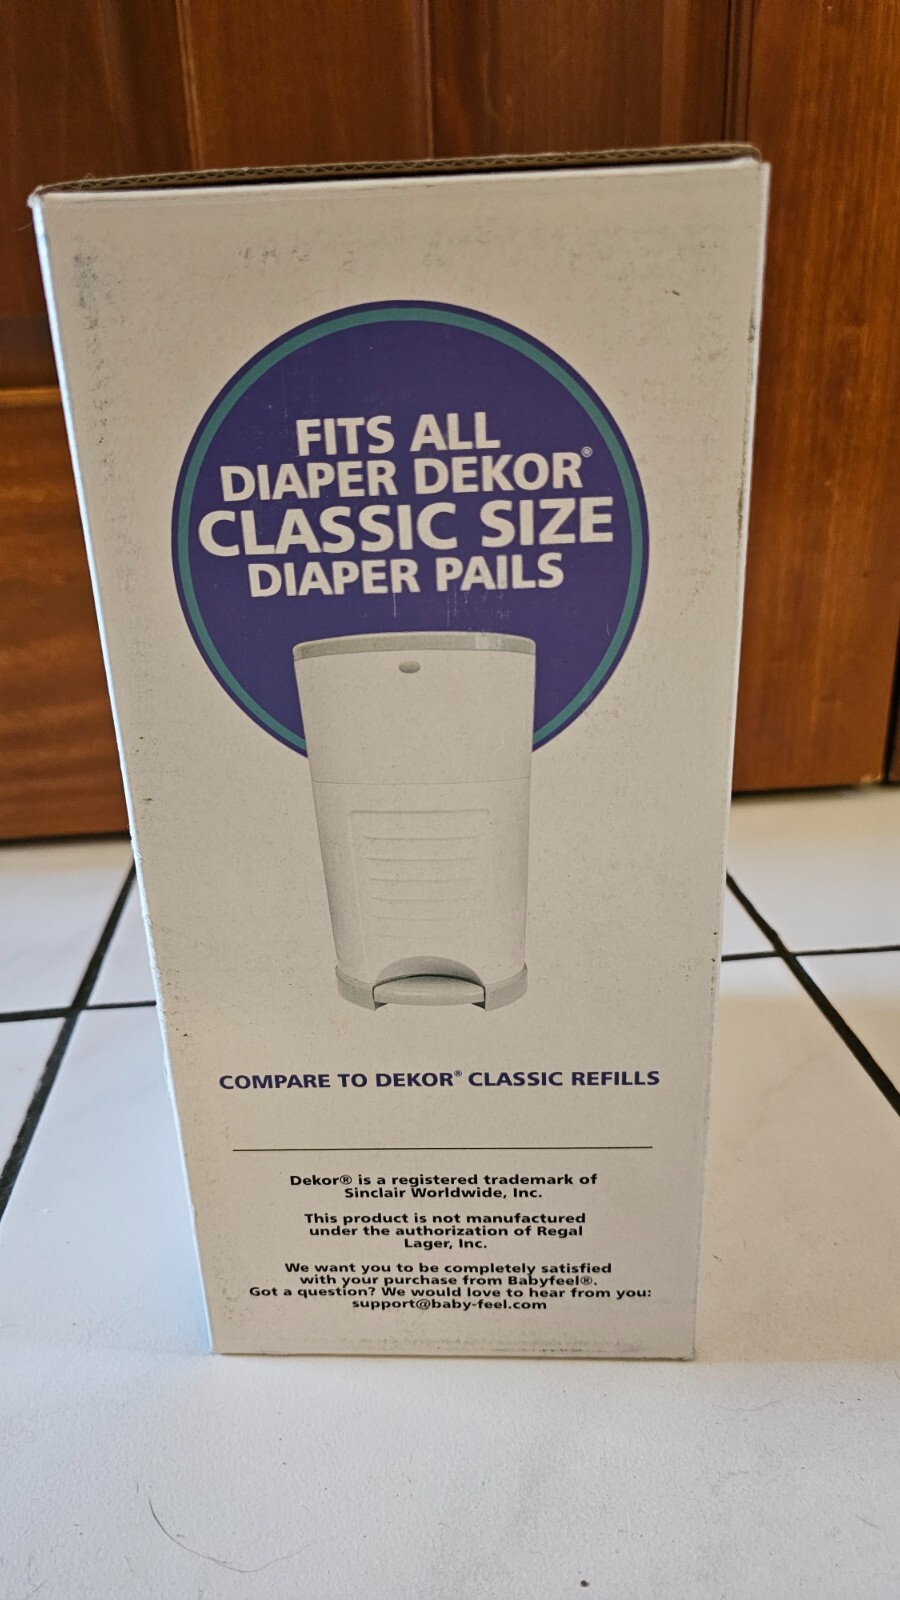 FITS ALL
DIAPER DEKOR®
CLASSIC SIZE
DIAPER PAILS
COMPARE TO DEKOR® CLASSIC REFILLS
Dekor® is a registered trademark of
Sinclair Worldwide, Inc.
This product is not manufactured
under the authorization of Regal
Lager, Inc.
We want you to be completely satisfied
with your purchase from Babyfeel®.
Got a question? We would love to hear from you:
support@baby-feel.com